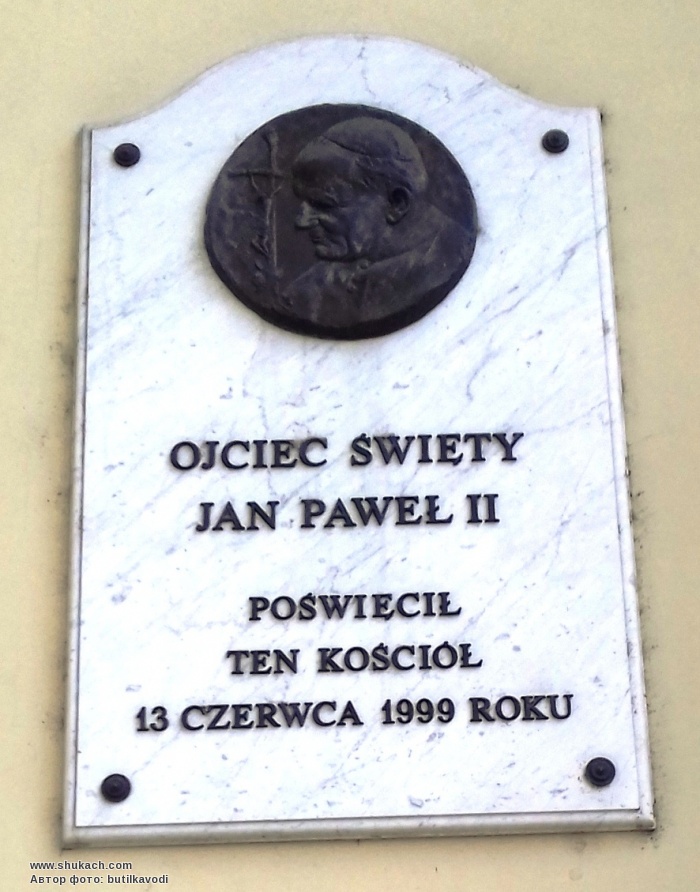 OJCIEC ŚWIĘTY
JAN PAWEŁ II
POŚWIĘCIŁ
TEN KOŚCIÓŁ
13 CZERWCA 1999 ROKU
www.shukach.com
Автор фото: butilkavodi